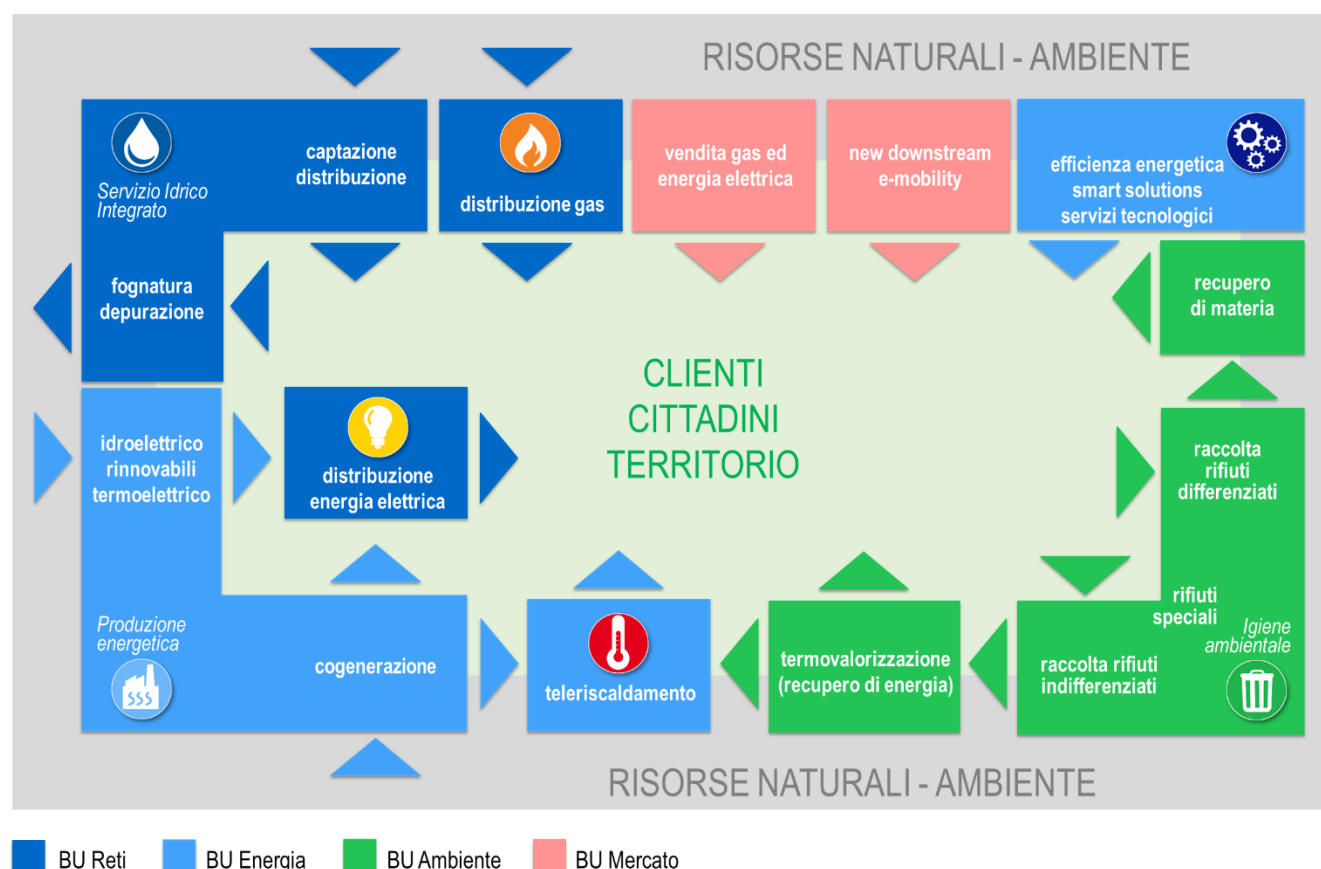 RISORSE NATURALI - AMBIENTE
Servizio Idrico
Integrato
captazione
distribuzione
distribuzione gas
vendita gas ed
energia elettrica
new downstream
e-mobility
efficienza energetica
smart solutions
servizi tecnologici
fognatura
depurazione
recupero
di materia
CLIENTI
CITTADINI
TERRITORIO
idroelettrico
rinnovabili
termoelettrico
distribuzione
energia elettrica
raccolta
rifiuti
differenziati
Produzione
energetica
cogenerazione
teleriscaldamento
termovalorizzazione
(recupero di energia)
rifiuti
speciali
Igiene
ambientale
raccolta rifiuti
indifferenziati
RISORSE NATURALI - AMBIENTE
BU Reti
BU Energia
BU Ambiente
BU Mercato